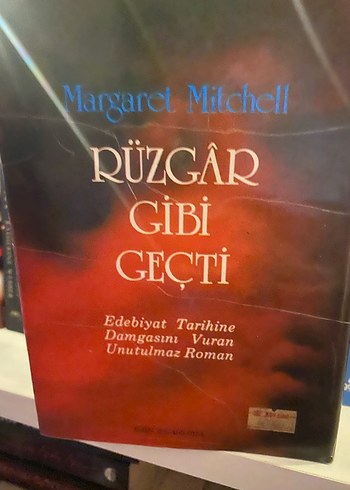 Margaret Mitchell
RÜZGÂR
GİBİ
GEÇTİ
Edebiyat Tarihine
Damgasını Vuran
Unutulmaz Roman